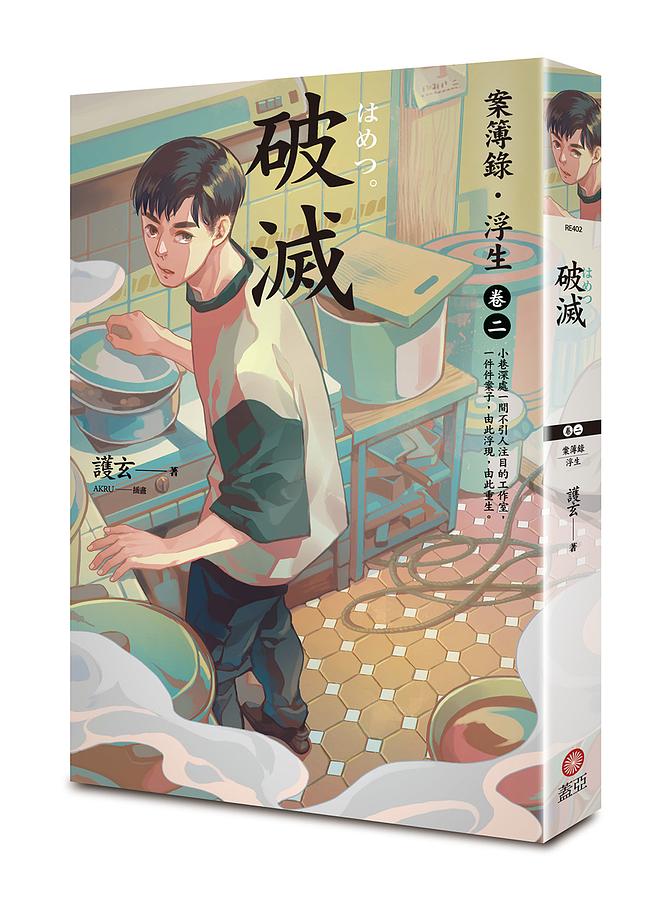 破滅
はめつ。
案簿錄・浮生
卷二
小巷深處一間不引人注目的工作室，
一件件案子，由此浮現，由此重生。
護玄——著
AKRU——插畫
RE402
破滅
はめつ
卷二
案簿錄
浮生
護玄——著
蓋亞